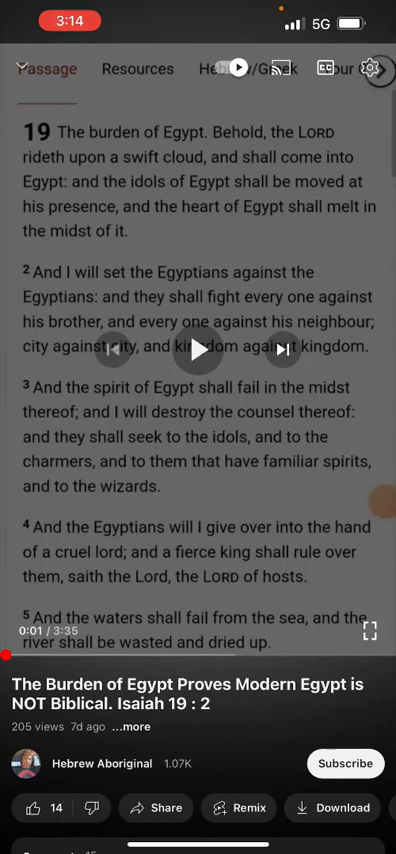 3:14
5G
Passage Resources Hebrew/Greek our
19 The burden of Egypt. Behold, the LORD
rideth upon a swift cloud, and shall come into
Egypt: and the idols of Egypt shall be moved at
his presence, and the heart of Egypt shall melt in
the midst of it.
2 And I will set the Egyptians against the
Egyptians: and they shall fight every one against
his brother, and every one against his neighbour;
city against city, and kingdom against kingdom.
3 And the spirit of Egypt shall fail in the midst
thereof; and I will destroy the counsel thereof:
and they shall seek to the idols, and to the
charmers, and to them that have familiar spirits,
and to the wizards.
4 And the Egyptians will I give over into the hand
of a cruel lord; and a fierce king shall rule over
them, saith the Lord, the LORD of hosts.
5 And the waters shall fail from the sea, and the
0:01 / 3:35
river shall be wasted and dried up.
The Burden of Egypt Proves Modern Egypt is
NOT Biblical. Isaiah 19 : 2
205 views 7d ago ...more
Hebrew Aboriginal 1.07K Subscribe
14 Share Remix Download